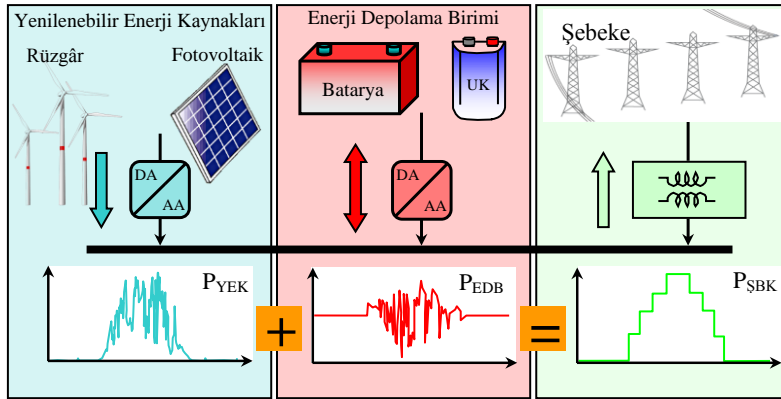 Yenilenebilir Enerji Kaynakları
Rüzgâr
Fotovoltaik
DA
AA
PYEK
+
Enerji Depolama Birimi
Batarya
UK
DA
AA
PEDB
=
Şebeke
PŞBK